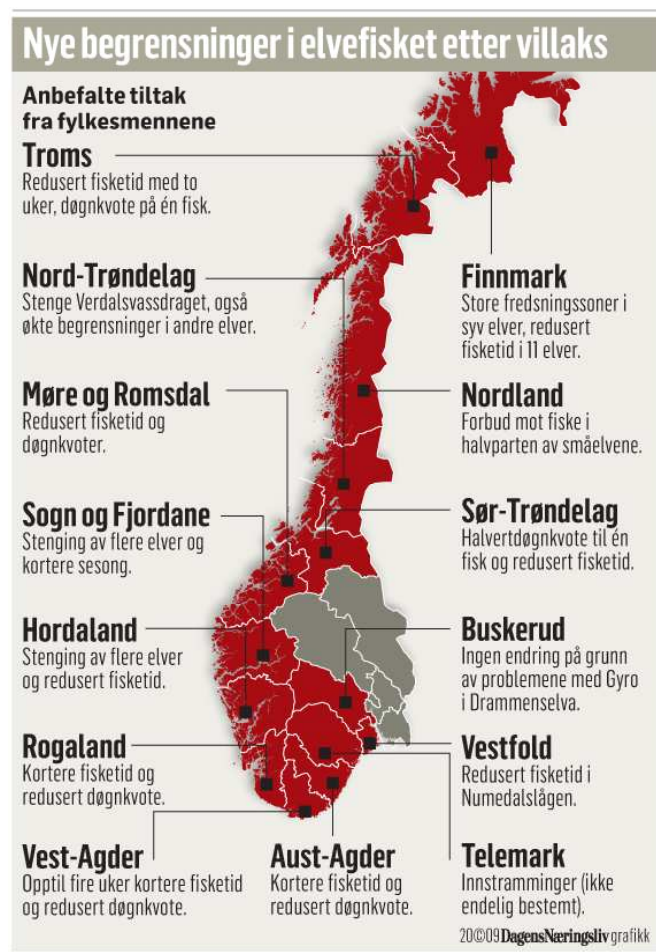 Nye begrensninger i elvefisket etter villaks
Anbefalte tiltak
fra fylkesmennene
Troms
Redusert fisketid med to
uker, døgnkvote på én fisk.
Nord-Trøndelag
Stenge Verdalsvassdraget, også
økte begrensninger i andre elver.
Møre og Romsdal
Redusert fisketid og
døgnkvoter.
Sogn og Fjordane
Stenging av flere elver og
kortere sesong.
Hordaland
Stenging av flere elver
og redusert fisketid.
Rogaland
Kortere fisketid og
redusert døgnkvote.
Vest-Agder
Opptil fire uker kortere fisketid
og redusert døgnkvote.
Aust-Agder
Kortere fisketid og
redusert døgnkvote.
Finnmark
Store fredsningssoner i
syv elver, redusert
fisketid i 11 elver.
Nordland
Forbud mot fiske i
halvparten av småelvene.
Sør-Trøndelag
Halvertdøgnkvote til én
fisk og redusert fisketid.
Buskerud
Ingen endring på grunn
av problemene med Gyro
i Drammenselva.
Vestfold
Redusert fisketid i
Numedalslågen.
Telemark
Innstramminger (ikke
endelig bestemt).
20©09 DagensNæringsliv grafikk